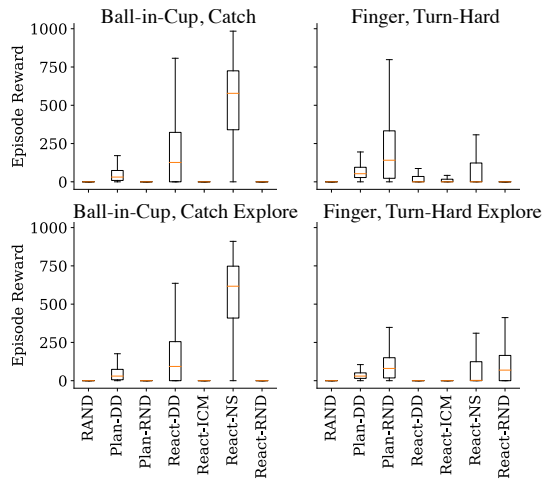 Ball-in-Cup, Catch
Finger, Turn-Hard
Episode Reward
1000
750
500
250
0
Ball-in-Cup, Catch Explore
Finger, Turn-Hard Explore
Episode Reward
1000
750
500
250
0
RAND
Plan-DD
Plan-RND
React-DD
React-ICM
React-NS
React-RND
RAND
Plan-DD
Plan-RND
React-DD
React-ICM
React-NS
React-RND